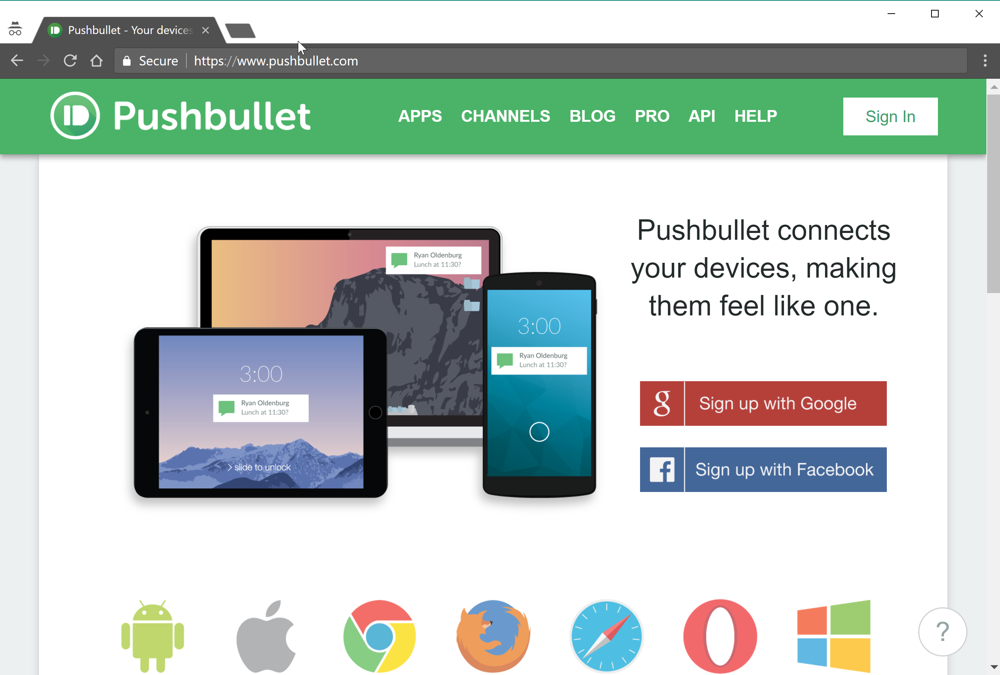 Pushbullet - Your devices
Secure
https://www.pushbullet.com
Pushbullet
APPS CHANNELS BLOG PRO API HELP
Sign In
Ryan Oldenburg
Lunch at 11:30?
3:00
Ryan Oldenburg
Lunch at 11:30?
3:00
Ryan Oldenburg
Lunch at 11:30?
> slide to unlock
Pushbullet connects
your devices, making
them feel like one.
g Sign up with Google
f Sign up with Facebook
?